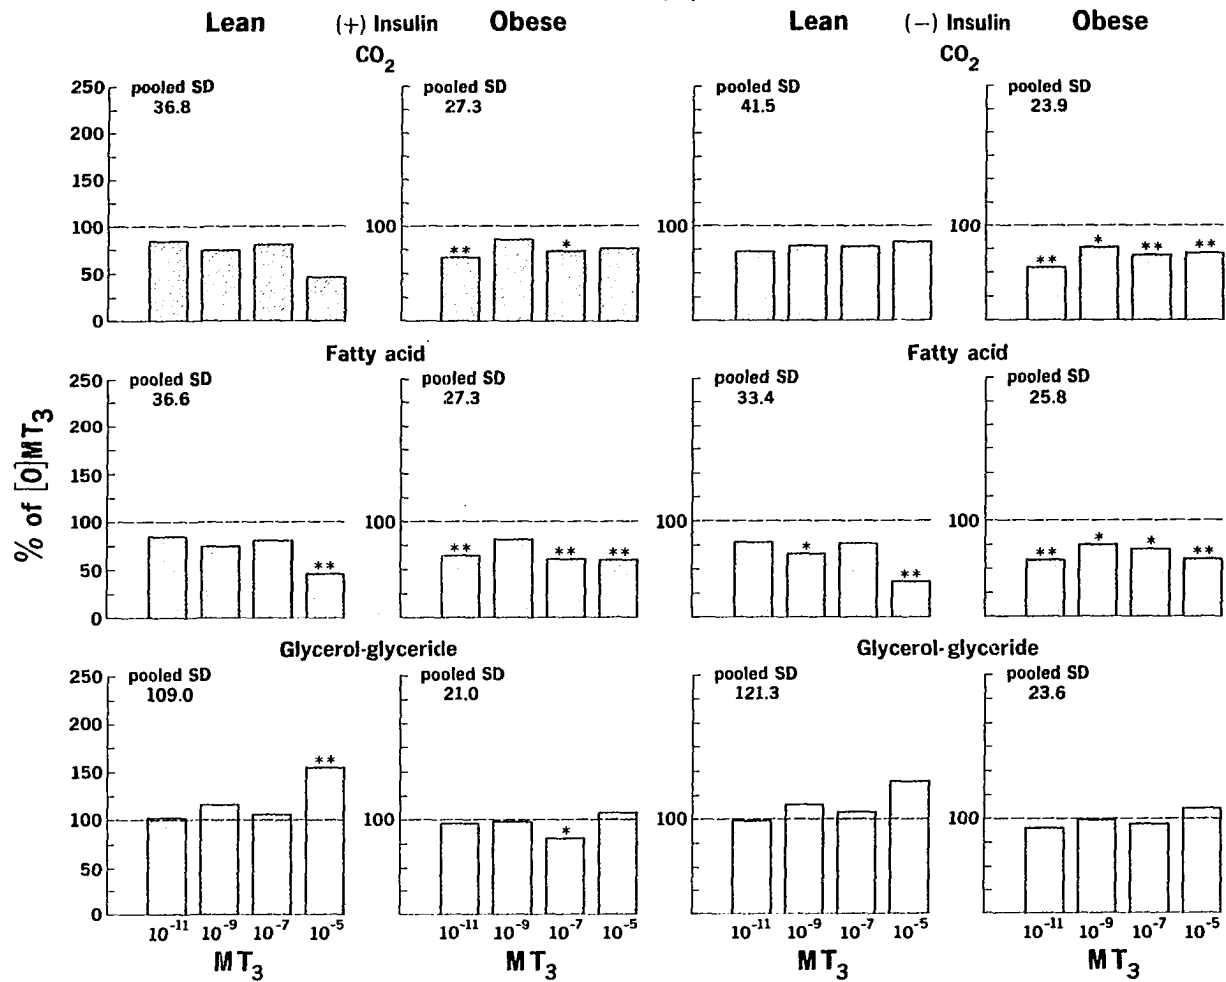 Lean (+) Insulin Obese Lean (−) Insulin Obese
CO2 CO2
pooled SD pooled SD pooled SD pooled SD
36.8 27.3 41.5 23.9
250
200
150
100 100 100 100
** * ** * ** **
50
0
Fatty acid Fatty acid
pooled SD pooled SD pooled SD pooled SD
36.6 27.3 33.4 25.8
250
200
150
% of [O]MT3
100 100 100 100
** ** ** ** * ** ** * * **
50
0
Glycerol-glyceride Glycerol-glyceride
pooled SD pooled SD pooled SD pooled SD
109.0 21.0 121.3 23.6
250
200
150
**
100 100 100 100
*
50
0
10-11 10-9 10-7 10-5 10-11 10-9 10-7 10-5 10-11 10-9 10-7 10-5 10-11 10-9 10-7 10-5
MT3 MT3 MT3 MT3